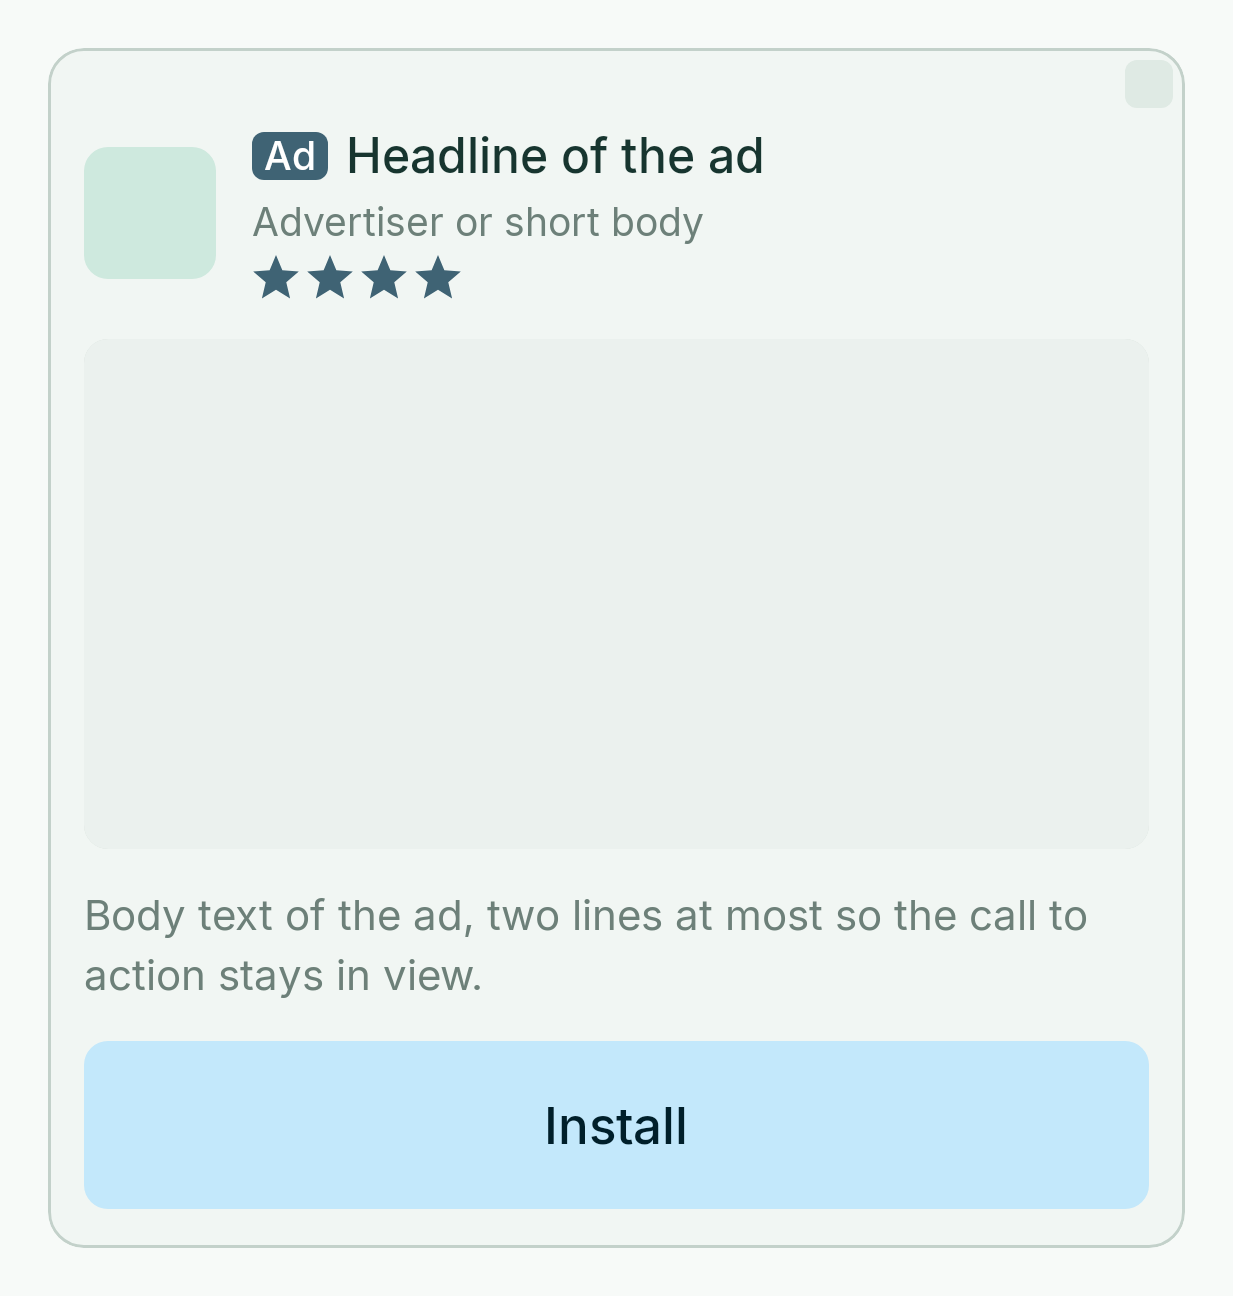 Ad Headline of the ad
Advertiser or short body
Body text of the ad, two lines at most so the call to
action stays in view.
Install